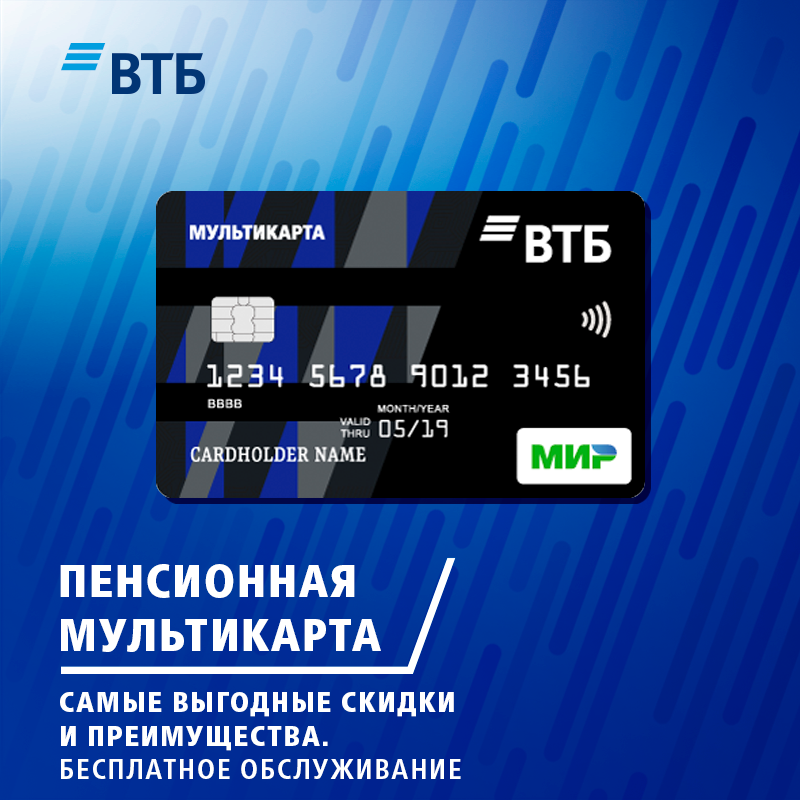 ВТБ
МУЛЬТИКАРТА
ВТБ
1234 5678 9012 3456
BBBB
MONTH/YEAR
VALID THRU 05/19
CARDHOLDER NAME
МИР
ПЕНСИОННАЯ
МУЛЬТИКАРТА
САМЫЕ ВЫГОДНЫЕ СКИДКИ
И ПРЕИМУЩЕСТВА.
БЕСПЛАТНОЕ ОБСЛУЖИВАНИЕ